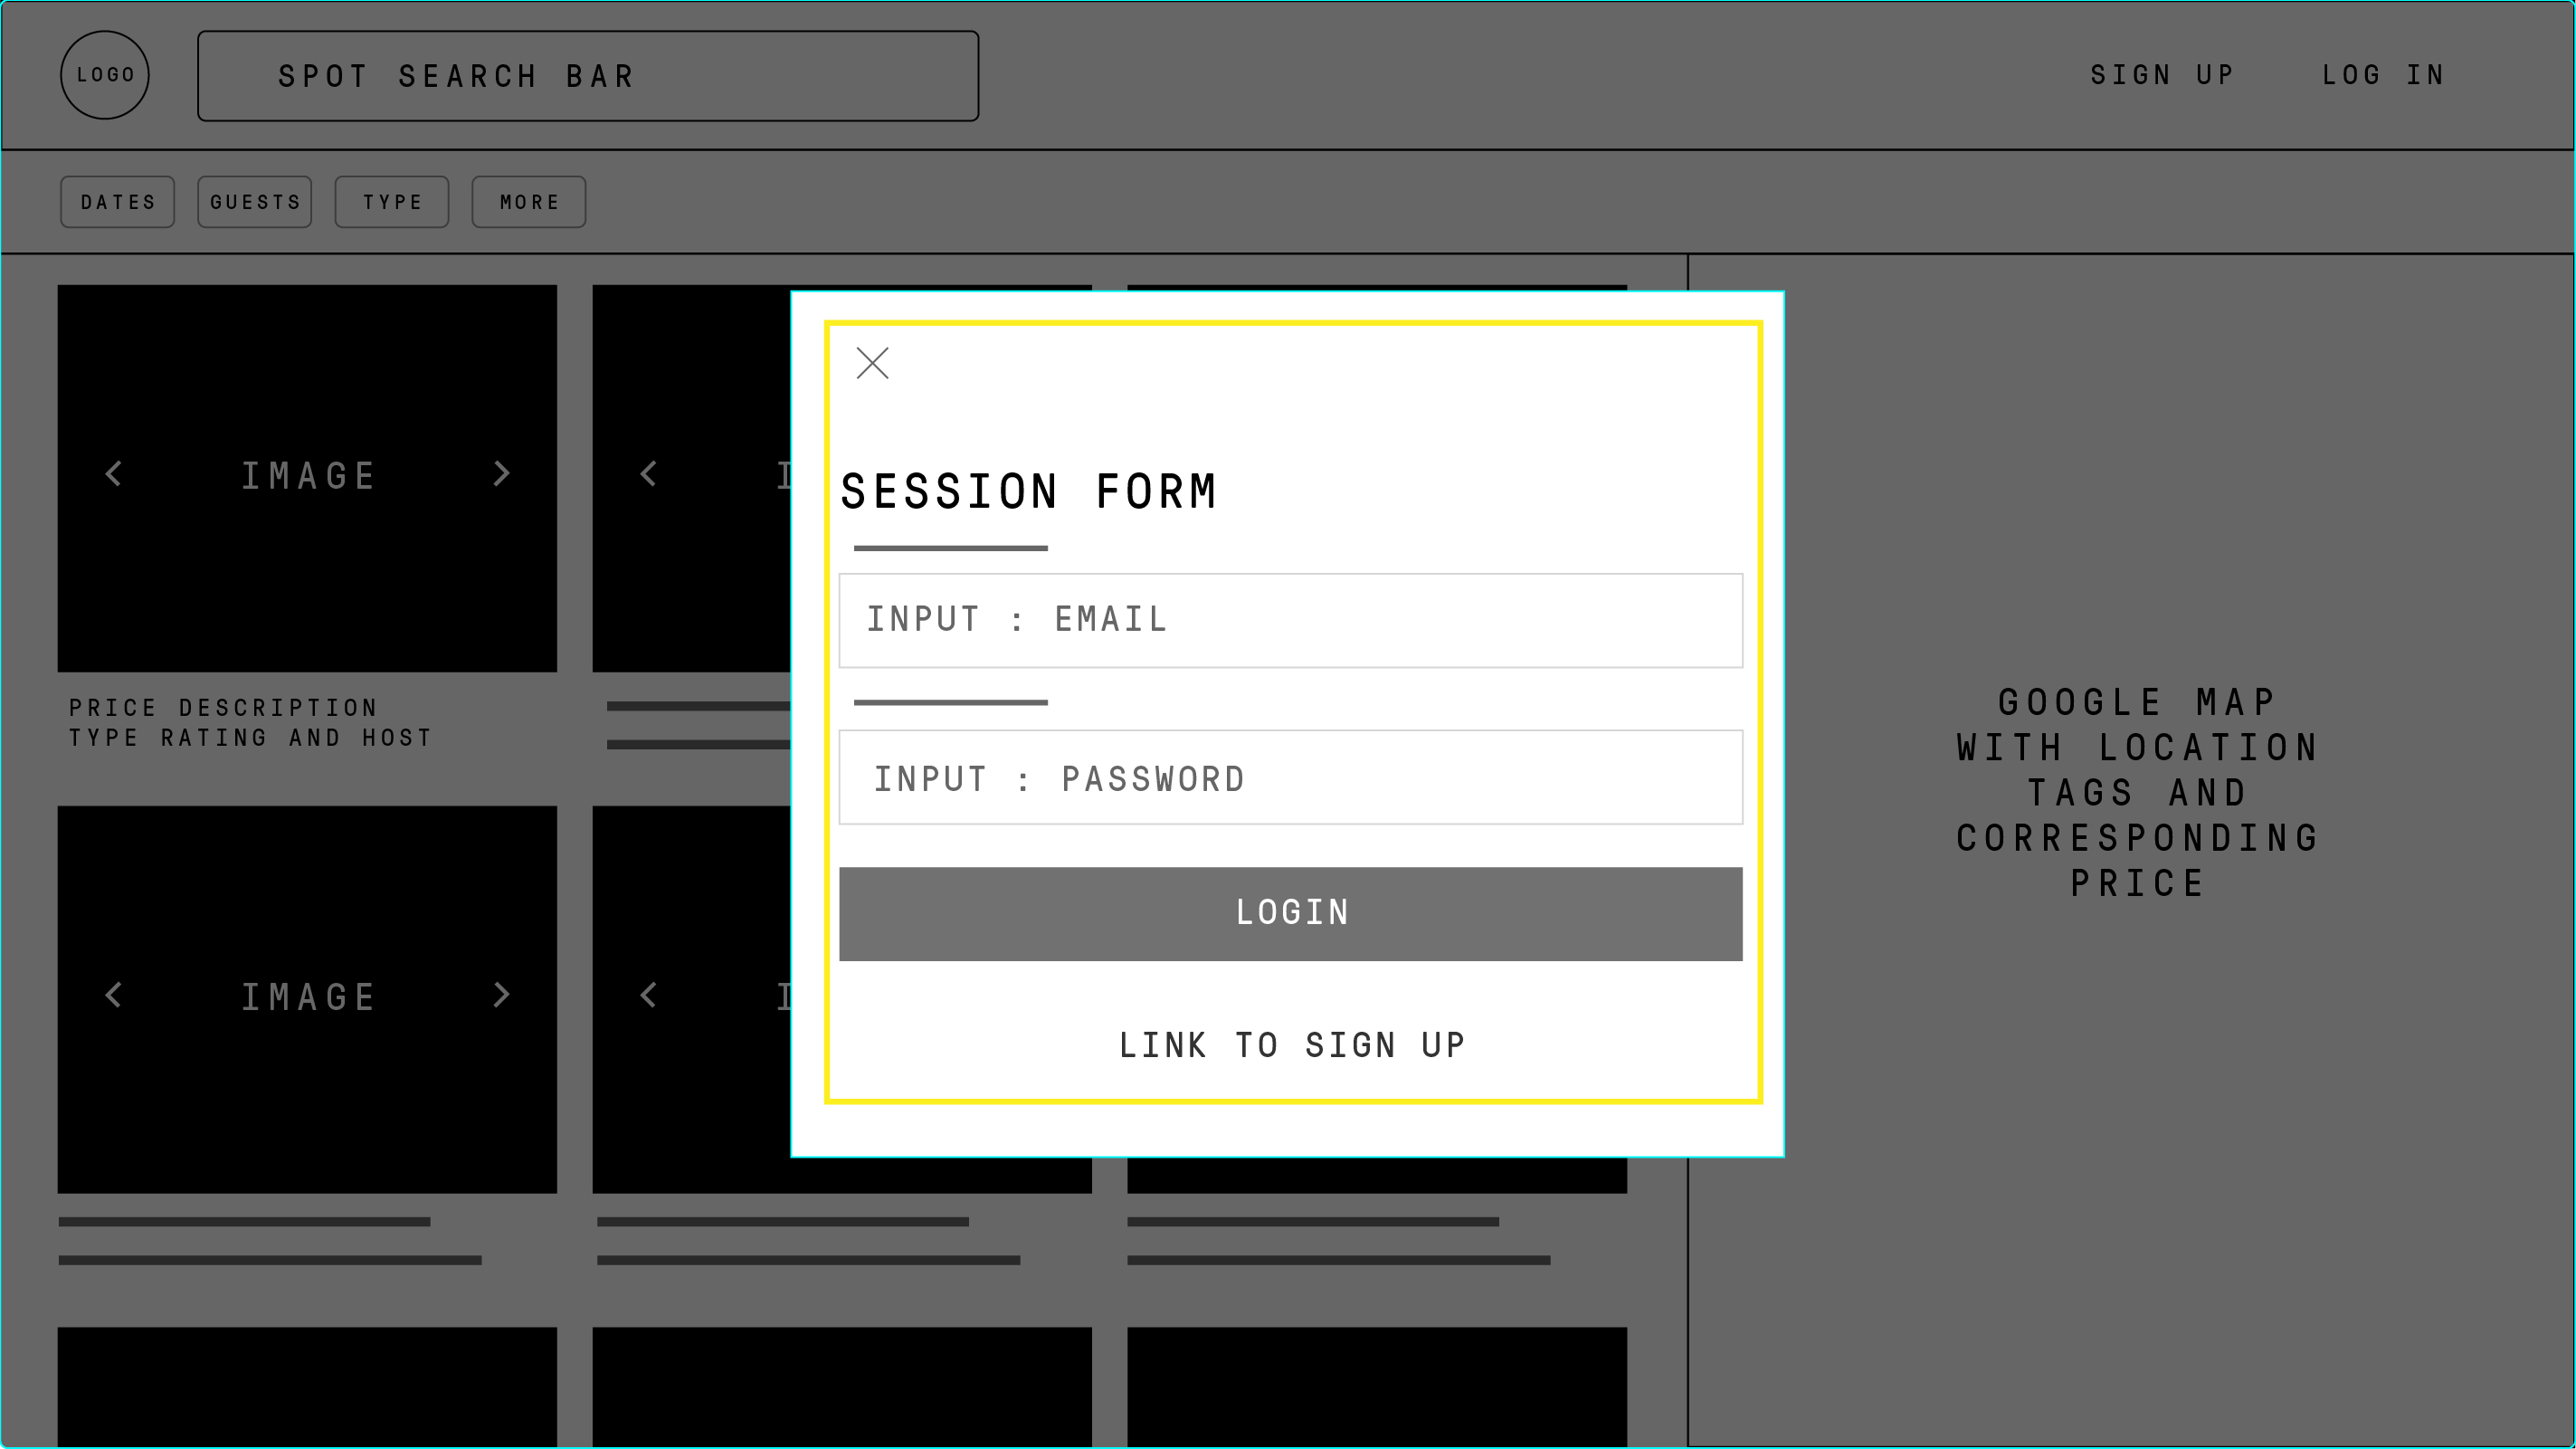 LOGO
SPOT SEARCH BAR
SIGN UP
LOG IN
DATES
GUESTS
TYPE
MORE
IMAGE
PRICE DESCRIPTION
TYPE RATING AND HOST
IMAGE
SESSION FORM
INPUT : EMAIL
INPUT : PASSWORD
LOGIN
LINK TO SIGN UP
GOOGLE MAP
WITH LOCATION
TAGS AND
CORRESPONDING
PRICE